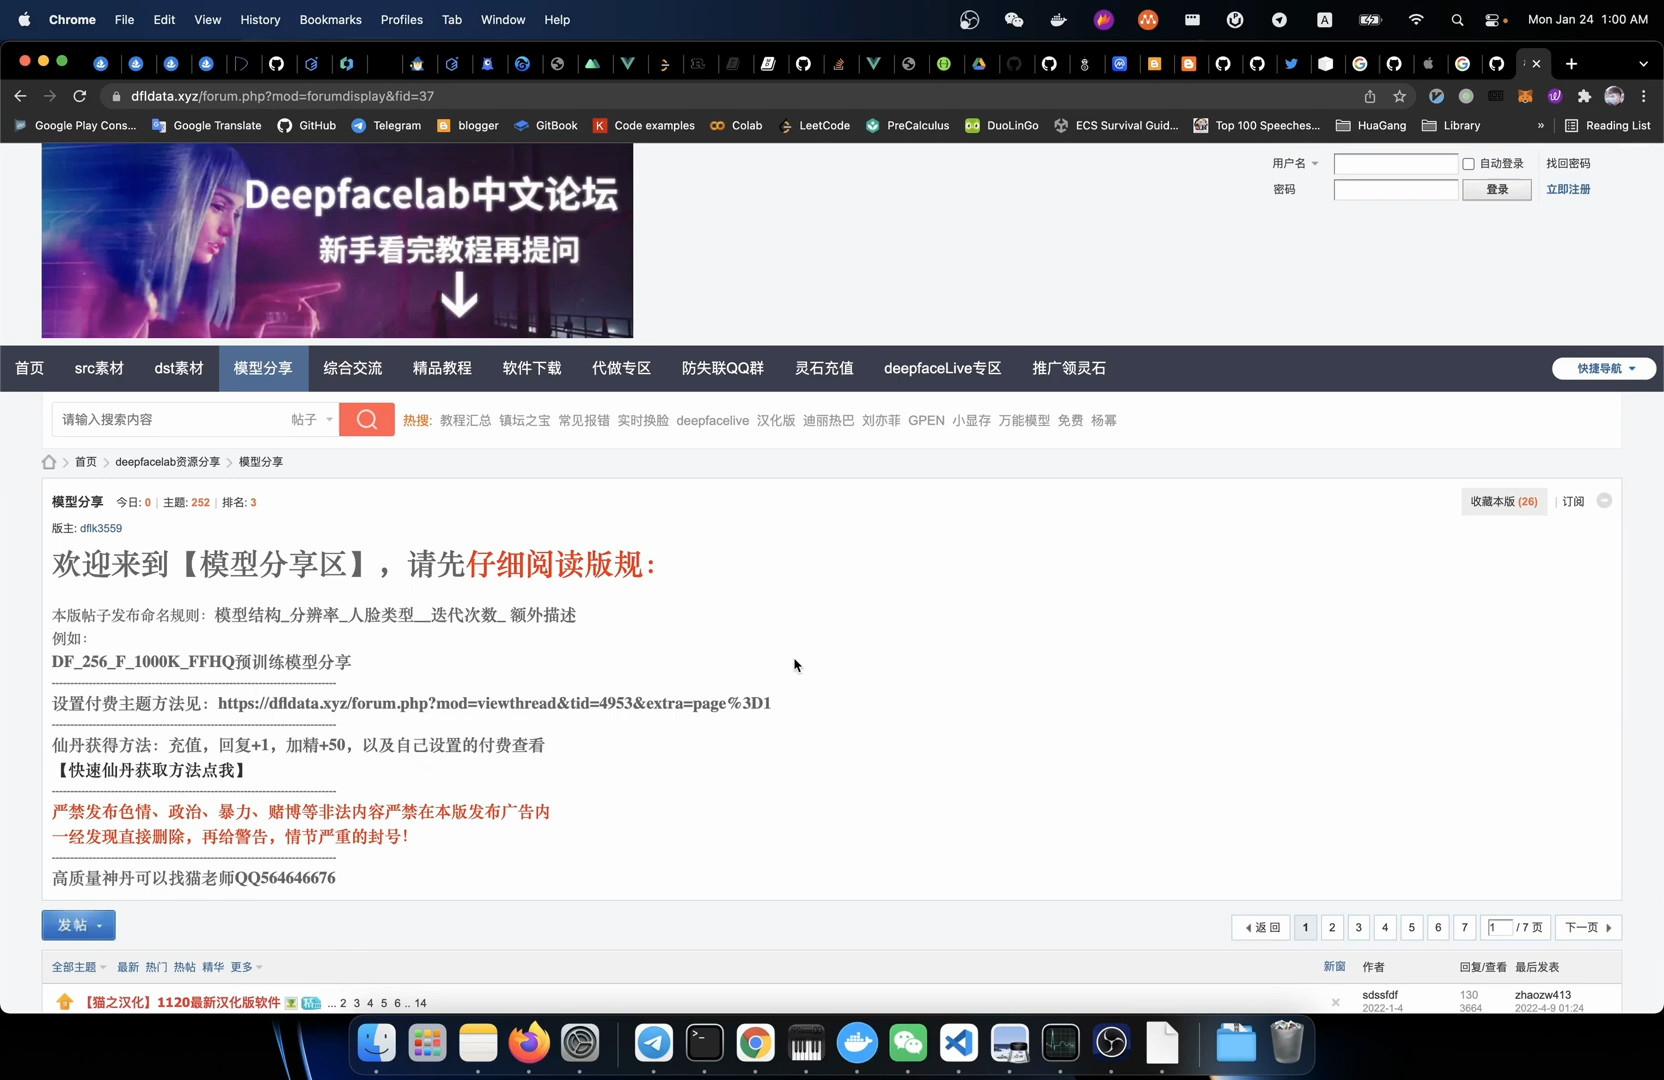 Chrome File Edit View History Bookmarks Profiles Tab Window Help A Mon Jan 24 1:00 AM
dfldata.xyz/forum.php?mod=forumdisplay&fid=37
Google Play Cons... Google Translate GitHub Telegram blogger GitBook Code examples Colab LeetCode PreCalculus DuoLinGo ECS Survival Guid... Top 100 Speeches... HuaGang Library » Reading List
Deepfacelab中文论坛
新手看完教程再提问
用户名 自动登录 找回密码
密码 登录 立即注册
首页 src素材 dst素材 模型分享 综合交流 精品教程 软件下载 代做专区 防失联QQ群 灵石充值 deepfaceLive专区 推广领灵石 快捷导航
请输入搜索内容 帖子 热搜: 教程汇总 镇坛之宝 常见报错 实时换脸 deepfacelive 汉化版 迪丽热巴 刘亦菲 GPEN 小显存 万能模型 免费 杨幂
首页 deepfacelab资源分享 模型分享
模型分享 今日: 0 | 主题: 252 | 排名: 3 收藏本版 (26) | 订阅
版主: dflk3559
欢迎来到【模型分享区】，请先仔细阅读版规：
本版帖子发布命名规则：模型结构_分辨率_人脸类型__迭代次数_ 额外描述
例如：
DF_256_F_1000K_FFHQ预训练模型分享
设置付费主题方法见：https://dfldata.xyz/forum.php?mod=viewthread&tid=4953&extra=page%3D1
仙丹获得方法：充值，回复+1，加精+50，以及自己设置的付费查看
【快速仙丹获取方法点我】
严禁发布色情、政治、暴力、赌博等非法内容严禁在本版发布广告内
一经发现直接删除，再给警告，情节严重的封号！
高质量神丹可以找猫老师QQ564646676
发帖 返回 1 2 3 4 5 6 7 1 / 7 页 下一页
全部主题 最新 热门 热帖 精华 更多 新窗 作者 回复/查看 最后发表
【猫之汉化】1120最新汉化版软件 ... 2 3 4 5 6 .. 14 sdssfdf 130 zhaozw413
2022-1-4 3664 2022-4-9 01:24